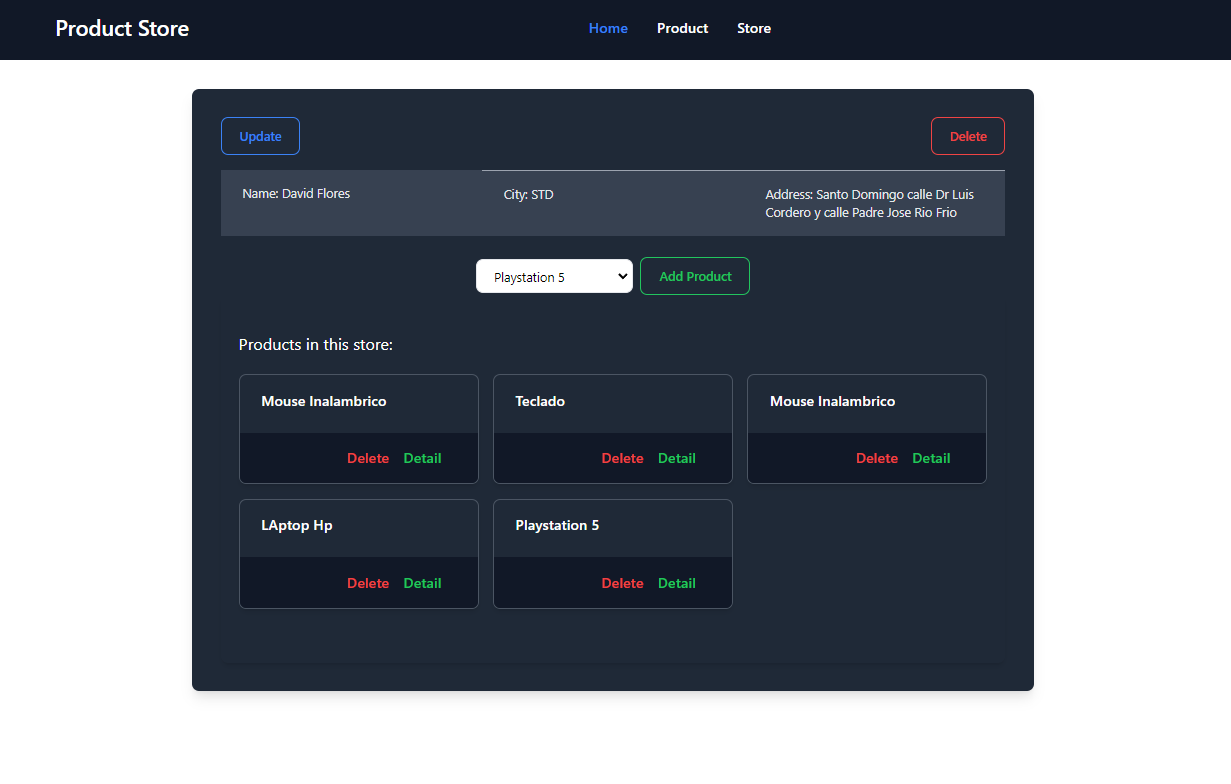 Product Store
Home Product Store
Update
Delete
Name: David Flores
City: STD
Address: Santo Domingo calle Dr Luis
Cordero y calle Padre Jose Rio Frio
Playstation 5
Add Product
Products in this store:
Mouse Inalambrico
Delete Detail
Teclado
Delete Detail
Mouse Inalambrico
Delete Detail
LAptop Hp
Delete Detail
Playstation 5
Delete Detail